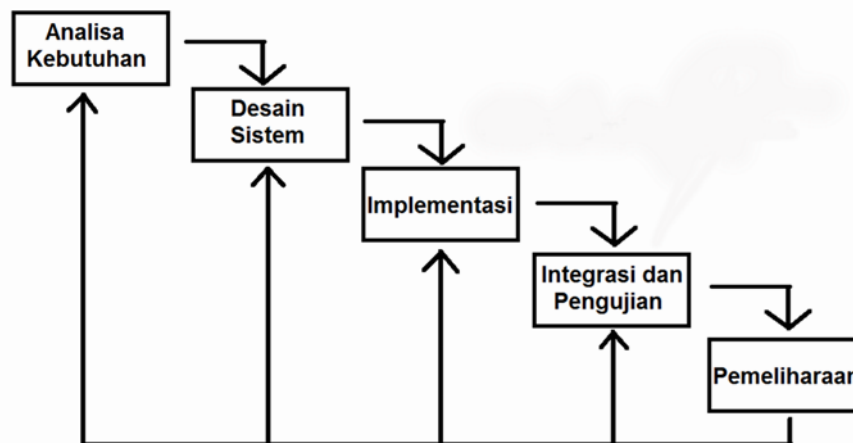 Analisa
Kebutuhan
Desain
Sistem
Implementasi
Integrasi dan
Pengujian
Pemeliharaan